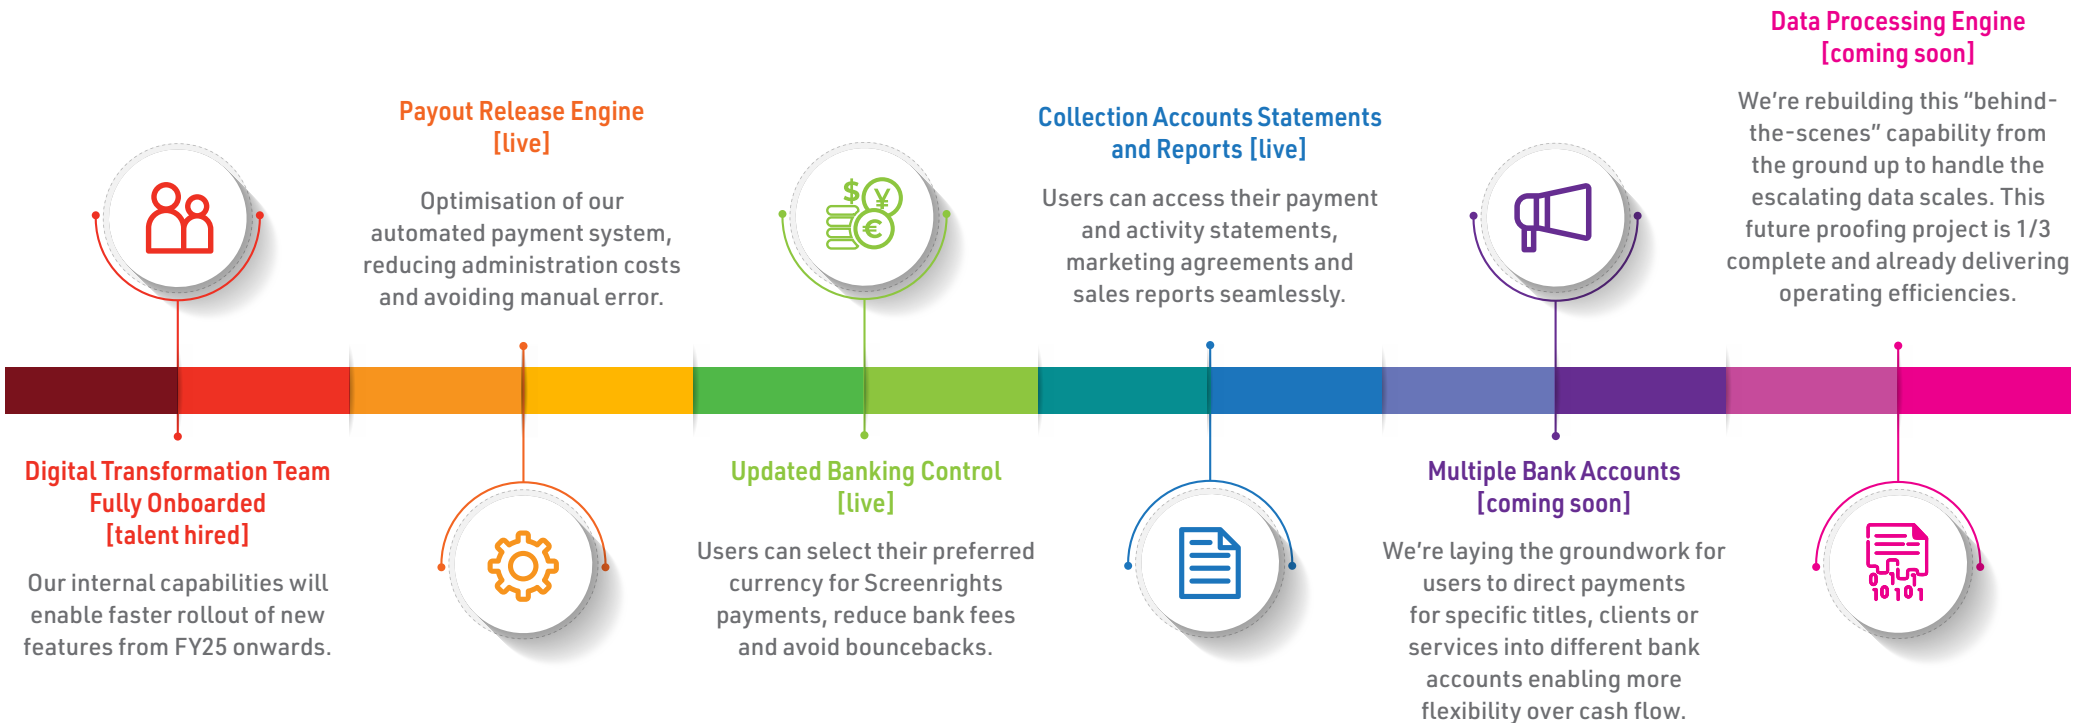 Digital Transformation Team
Fully Onboarded
[talent hired]
Our internal capabilities will
enable faster rollout of new
features from FY25 onwards.
Payout Release Engine
[live]
Optimisation of our
automated payment system,
reducing administration costs
and avoiding manual error.
Updated Banking Control
[live]
Users can select their preferred
currency for Screenrights
payments, reduce bank fees
and avoid bouncebacks.
Collection Accounts Statements
and Reports [live]
Users can access their payment
and activity statements,
marketing agreements and
sales reports seamlessly.
Multiple Bank Accounts
[coming soon]
We’re laying the groundwork for
users to direct payments
for specific titles, clients or
services into different bank
accounts enabling more
flexibility over cash flow.
Data Processing Engine
[coming soon]
We’re rebuilding this “behind-
the-scenes” capability from
the ground up to handle the
escalating data scales. This
future proofing project is 1/3
complete and already delivering
operating efficiencies.
$ ¥
€
0 1 1 1
10 101